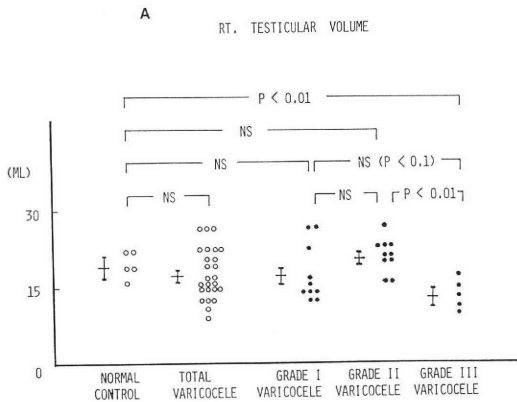 A
RT. TESTICULAR VOLUME
P < 0.01
NS
NS
NS (P < 0.1)
(ML)
NS
NS
P < 0.01
30
15
0
NORMAL CONTROL
TOTAL VARICOCELE
GRADE I VARICOCELE
GRADE II VARICOCELE
GRADE III VARICOCELE